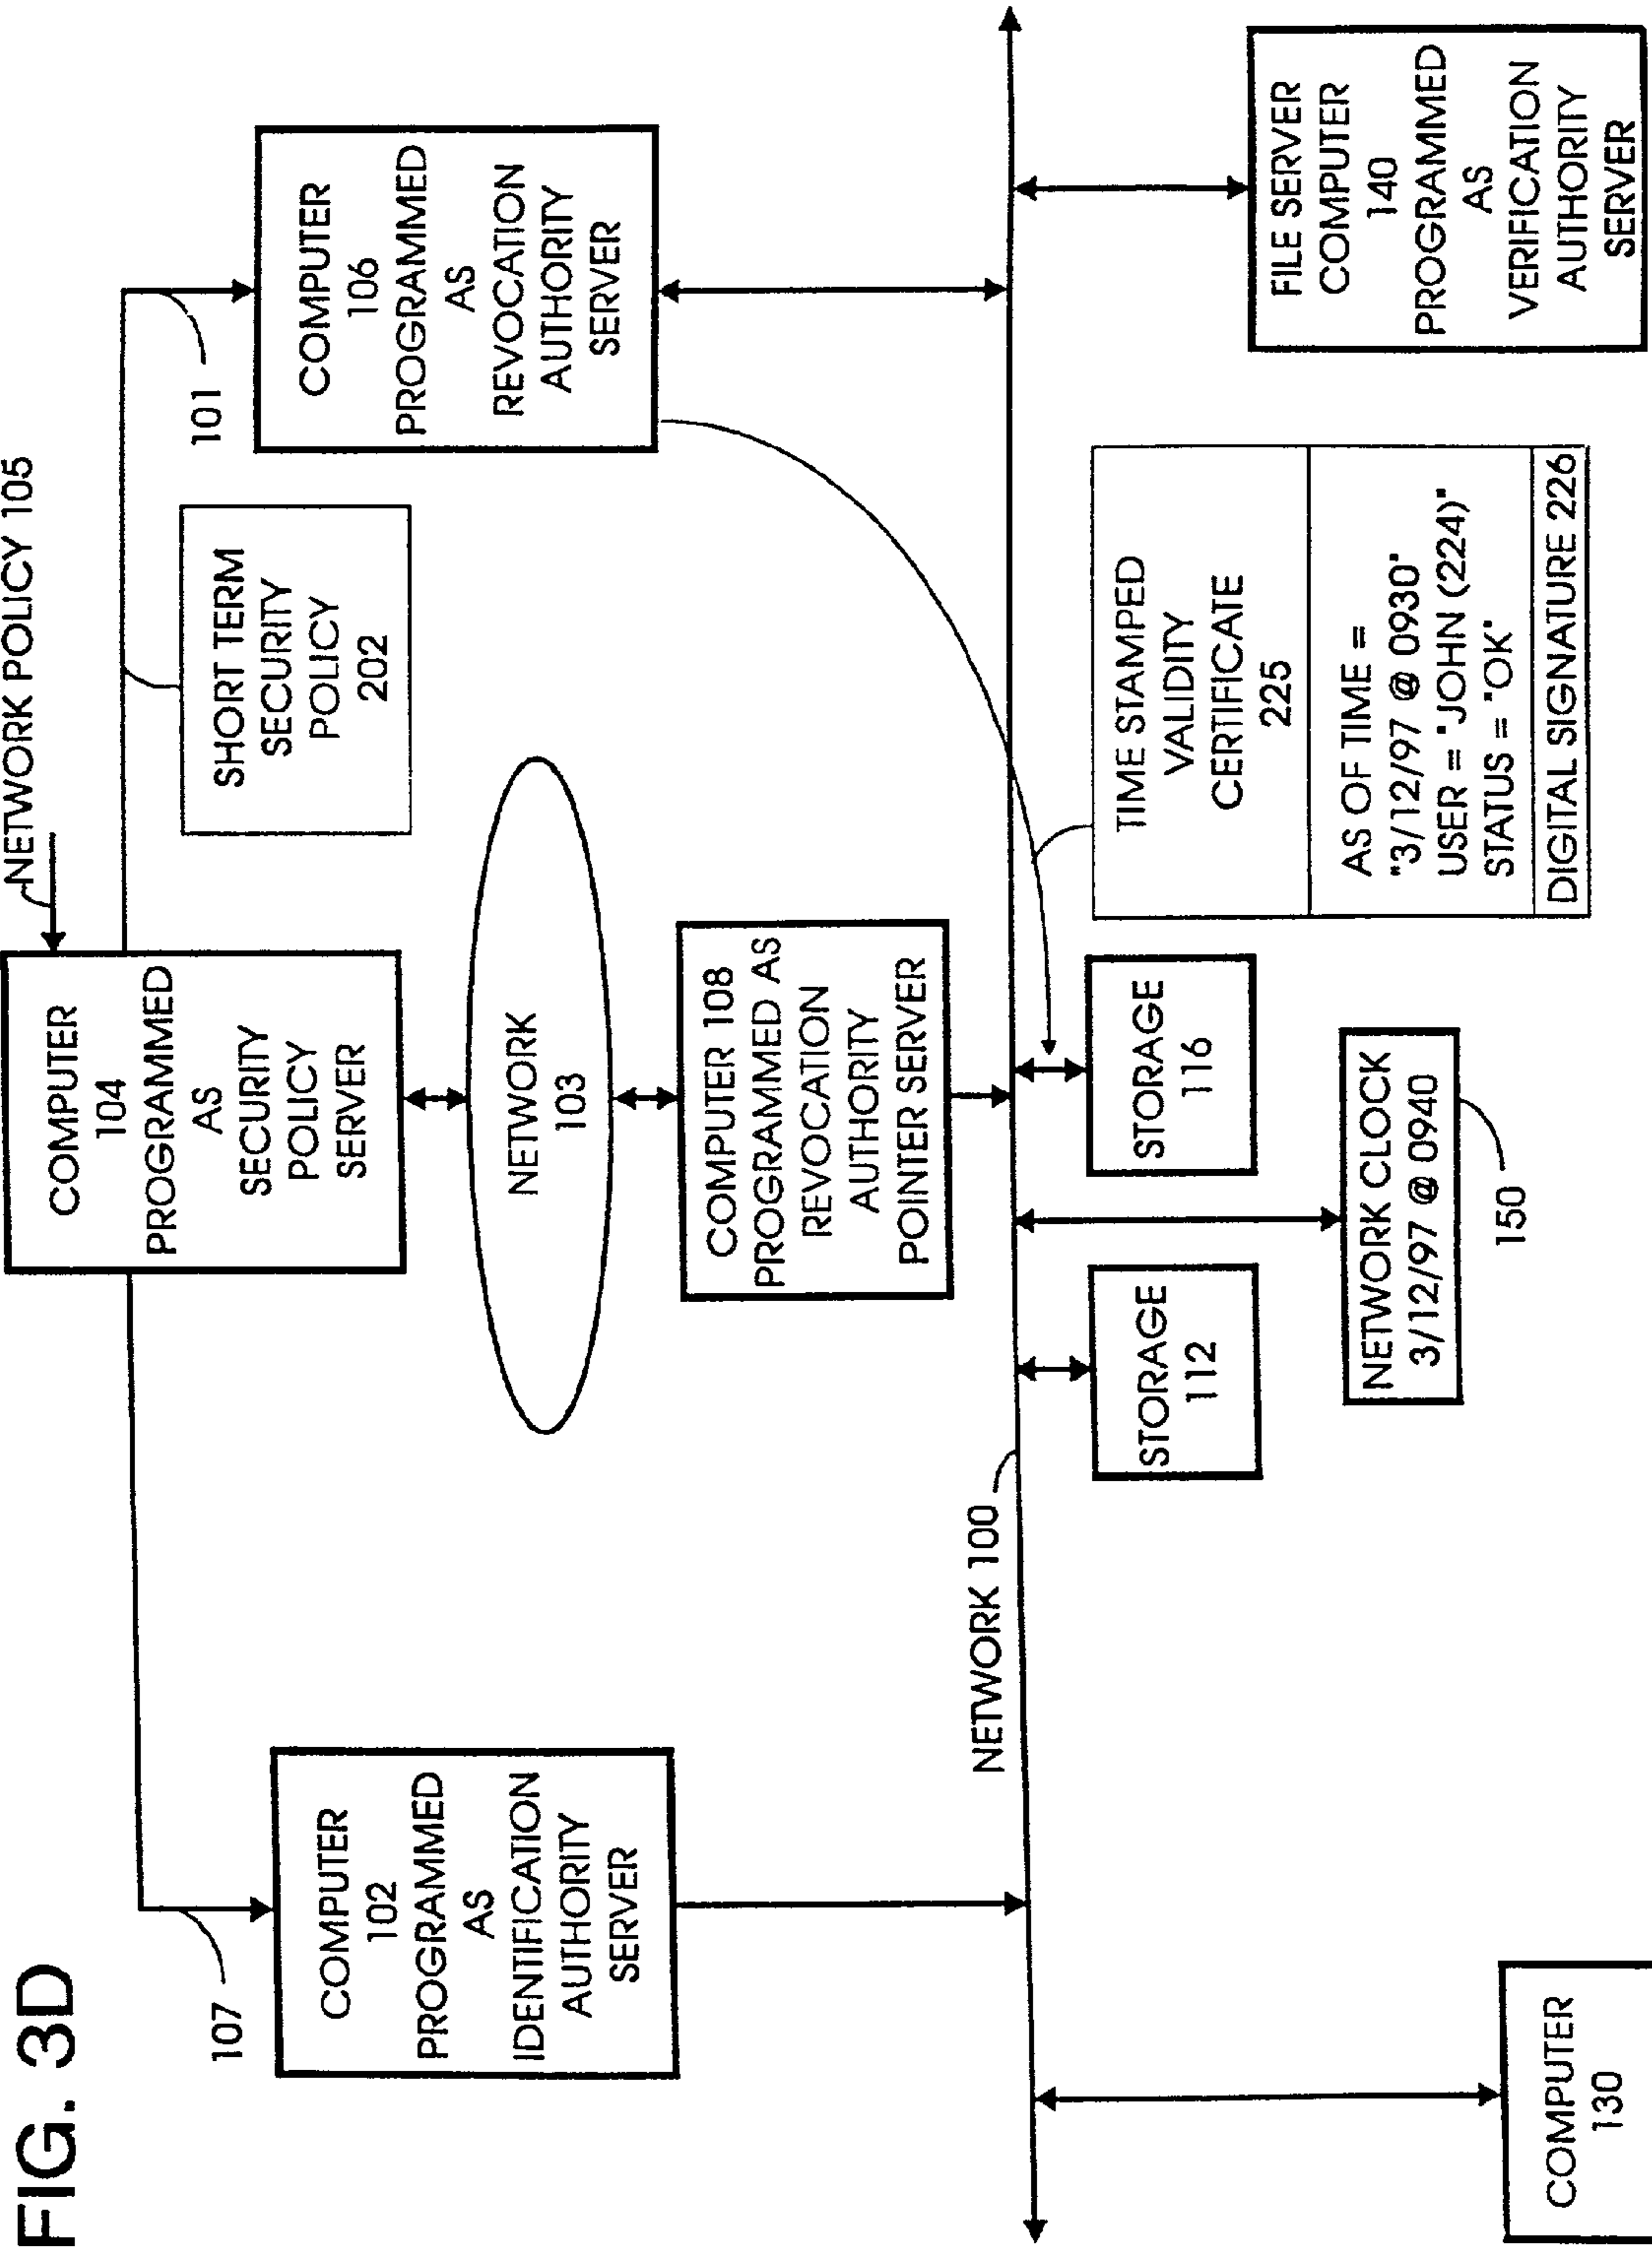 FIG. 3D
NETWORK POLICY 105
COMPUTER
104
PROGRAMMED
AS
SECURITY
POLICY
SERVER
107
101
SHORT TERM
SECURITY
POLICY
202
COMPUTER
102
PROGRAMMED
AS
IDENTIFICATION
AUTHORITY
SERVER
NETWORK
103
COMPUTER
106
PROGRAMMED
AS
REVOCATION
AUTHORITY
SERVER
COMPUTER 108
PROGRAMMED AS
REVOCATION
AUTHORITY
POINTER SERVER
NETWORK 100
STORAGE
112
STORAGE
116
TIME STAMPED
VALIDITY
CERTIFICATE
225
AS OF TIME =
"3/12/97 @ 0930"
USER = "JOHN (224)"
STATUS = "OK"
DIGITAL SIGNATURE 226
NETWORK CLOCK
3/12/97 @ 0940
150
COMPUTER
130
FILE SERVER
COMPUTER
140
PROGRAMMED
AS
VERIFICATION
AUTHORITY
SERVER